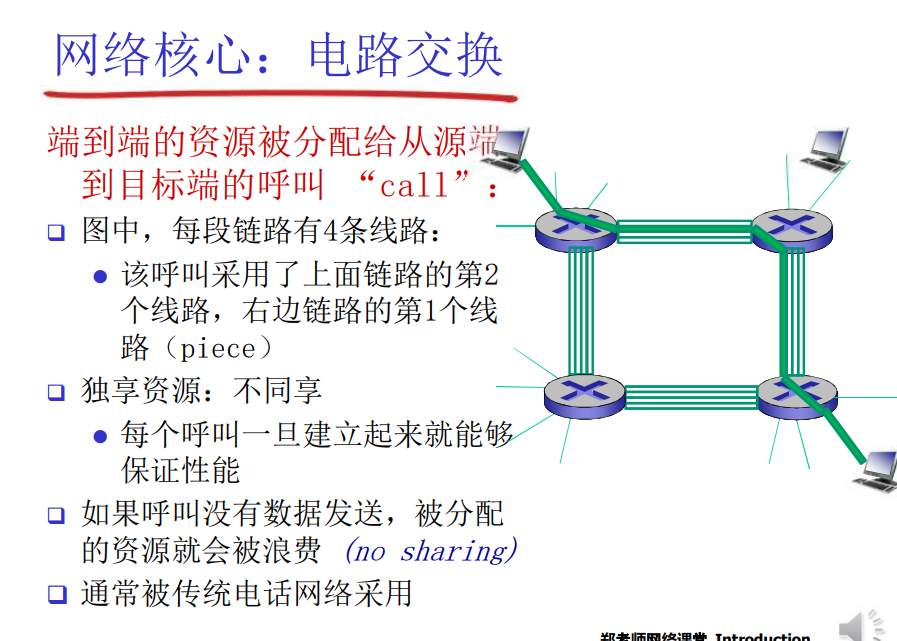 网络核心：电路交换
端到端的资源被分配给从源端
到目标端的呼叫 “call”：
图中，每段链路有4条线路：
该呼叫采用了上面链路的第2
个线路，右边链路的第1个线
路（piece）
独享资源：不同享
每个呼叫一旦建立起来就能够
保证性能
如果呼叫没有数据发送，被分配
的资源就会被浪费 (no sharing)
通常被传统电话网络采用
郑老师网络课堂 Introduction